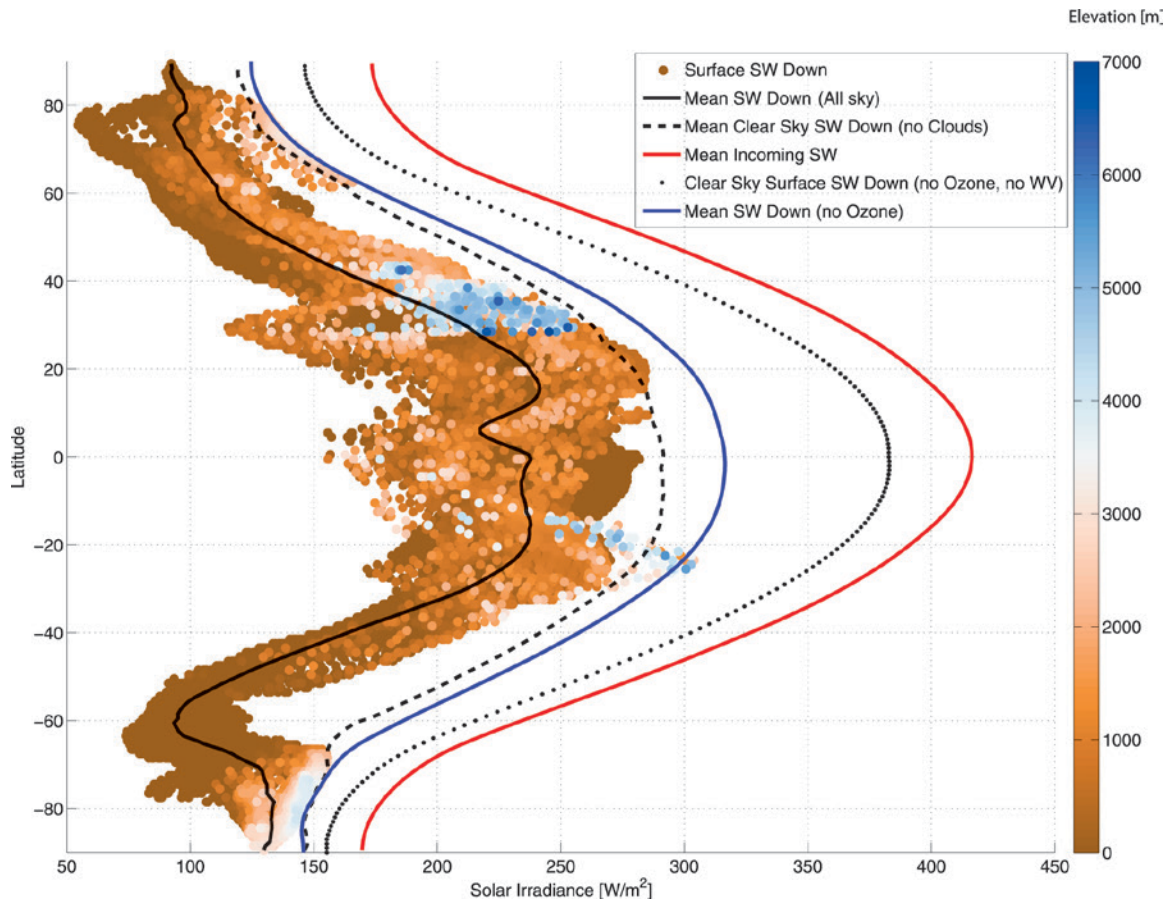 Elevation [m]
Surface SW Down
Mean SW Down (All sky)
Mean Clear Sky SW Down (no Clouds)
Mean Incoming SW
Clear Sky Surface SW Down (no Ozone, no WV)
Mean SW Down (no Ozone)
7000
6000
5000
4000
3000
2000
1000
0
80
60
40
20
0
−20
−40
−60
−80
Latitude
50 100 150 200 250 300 350 400 450
Solar Irradiance [W/m²]